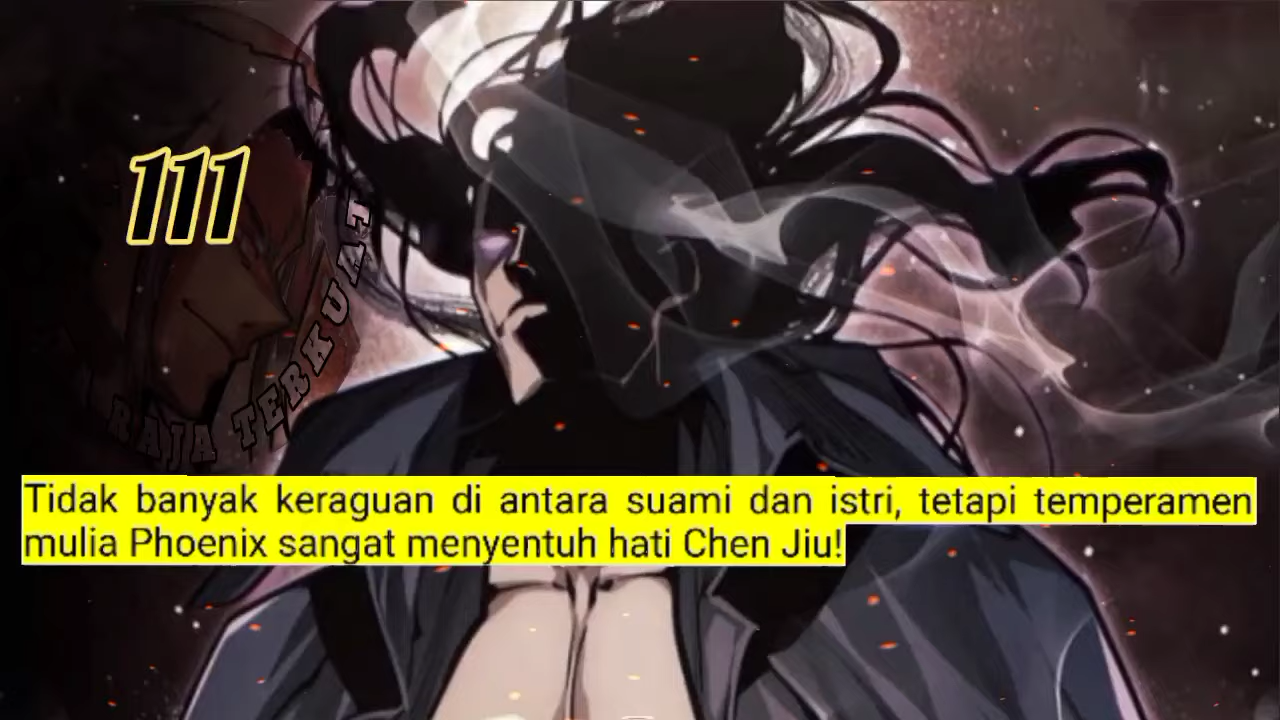 111
RAJA TERKUAT
Tidak banyak keraguan di antara suami dan istri, tetapi temperamen
mulia Phoenix sangat menyentuh hati Chen Jiu!